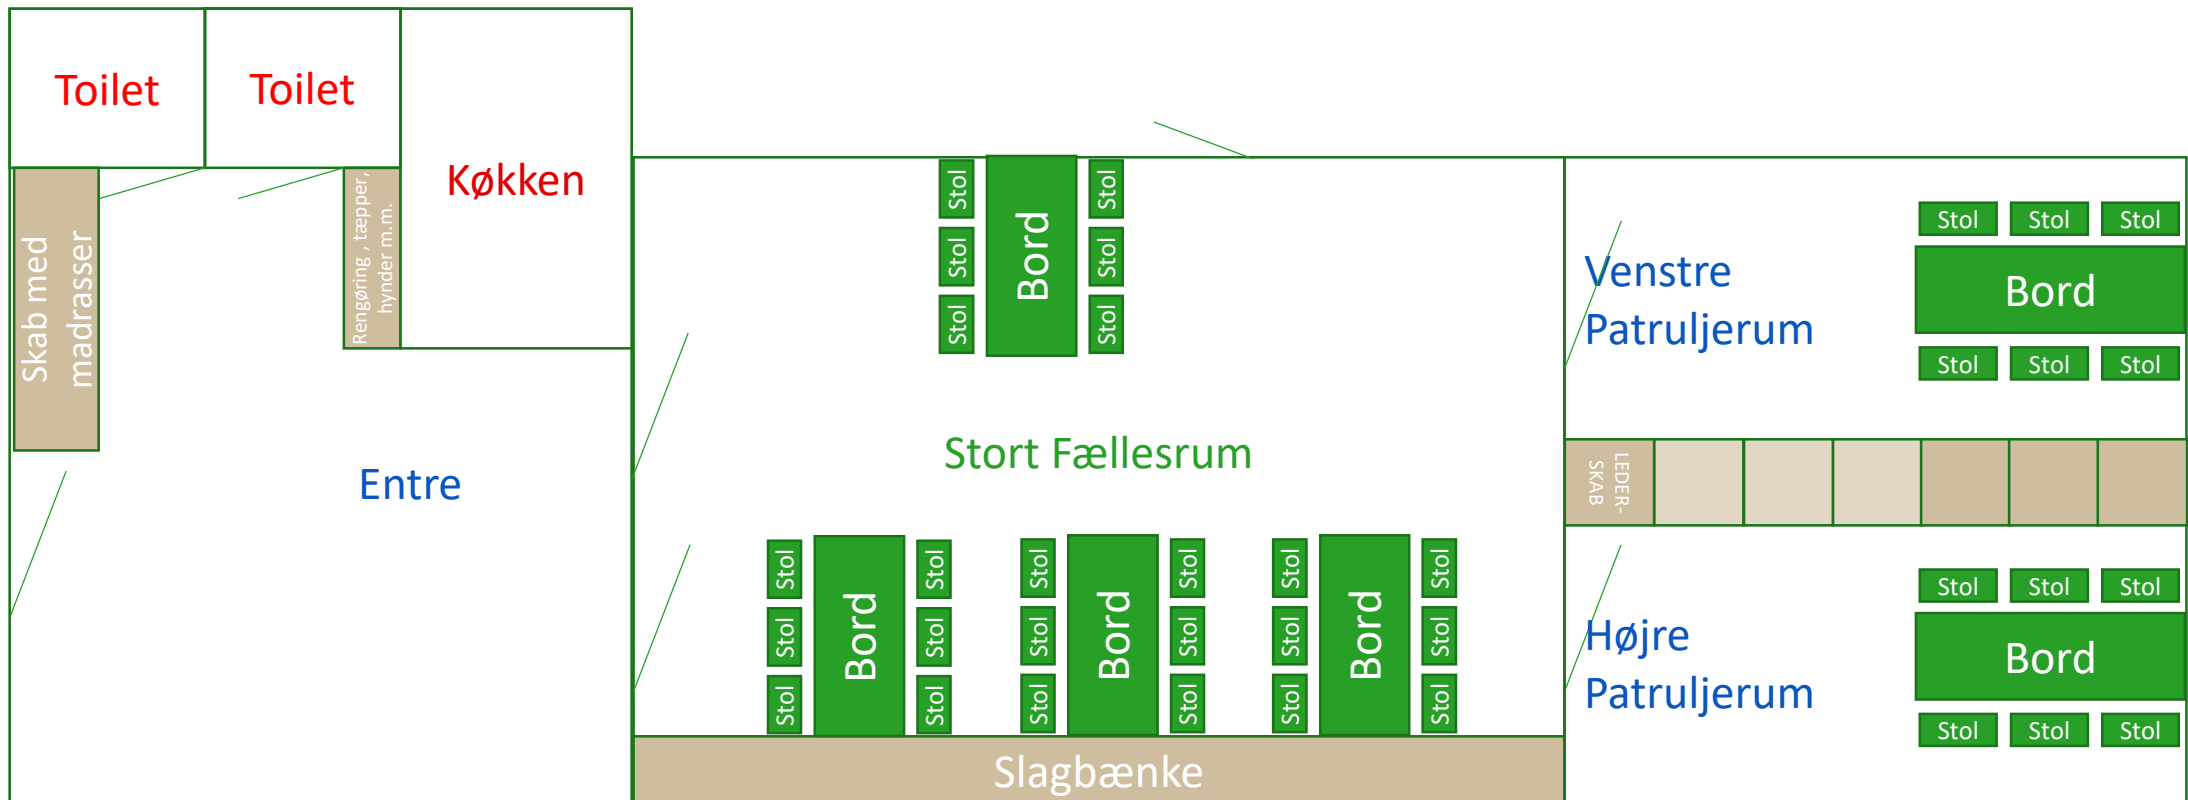 Toilet
Toilet
Køkken
Skab med
madrasser
Rengøring , tæpper,
hynder m.m.
Entre
Stol
Stol
Stol
Bord
Stol
Stol
Stol
Stort Fællesrum
Stol
Stol
Stol
Bord
Stol
Stol
Stol
Stol
Stol
Stol
Bord
Stol
Stol
Stol
Stol
Stol
Stol
Bord
Stol
Stol
Stol
Slagbænke
Venstre
Patruljerum
Stol
Stol
Stol
Bord
Stol
Stol
Stol
LEDER-
SKAB
Højre
Patruljerum
Stol
Stol
Stol
Bord
Stol
Stol
Stol